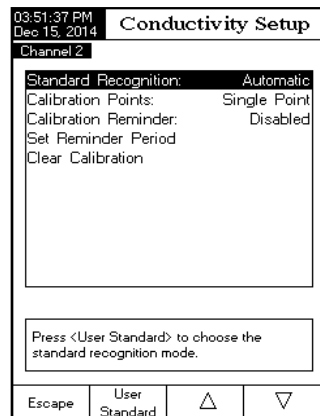 03:51:37 PM
Dec 15, 2014
Conductivity Setup
Channel 2
Standard Recognition: Automatic
Calibration Points: Single Point
Calibration Reminder: Disabled
Set Reminder Period
Clear Calibration
Press <User Standard> to choose the
standard recognition mode.
Escape
User
Standard